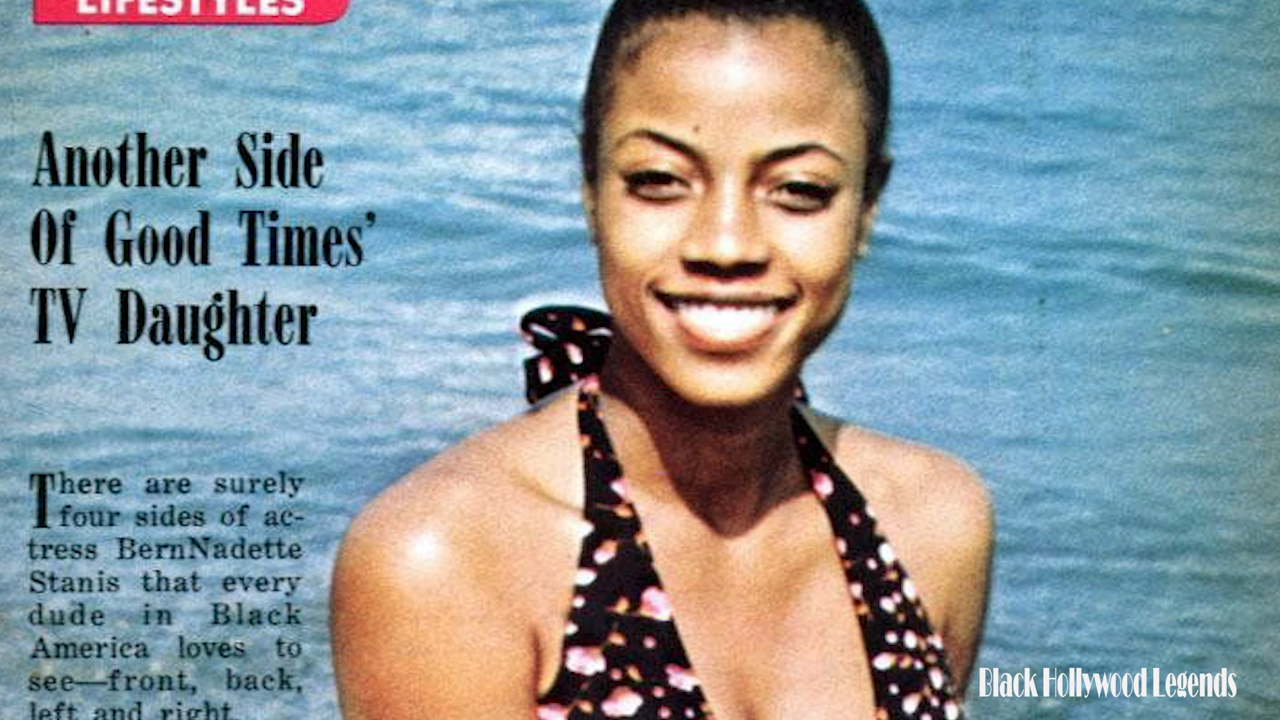 LIFESTYLES
Another Side
Of Good Times'
TV Daughter
There are surely
four sides of ac-
tress BernNadette
Stanis that every
dude in Black
America loves to
see—front, back,
left and right.
Black Hollywood Legends